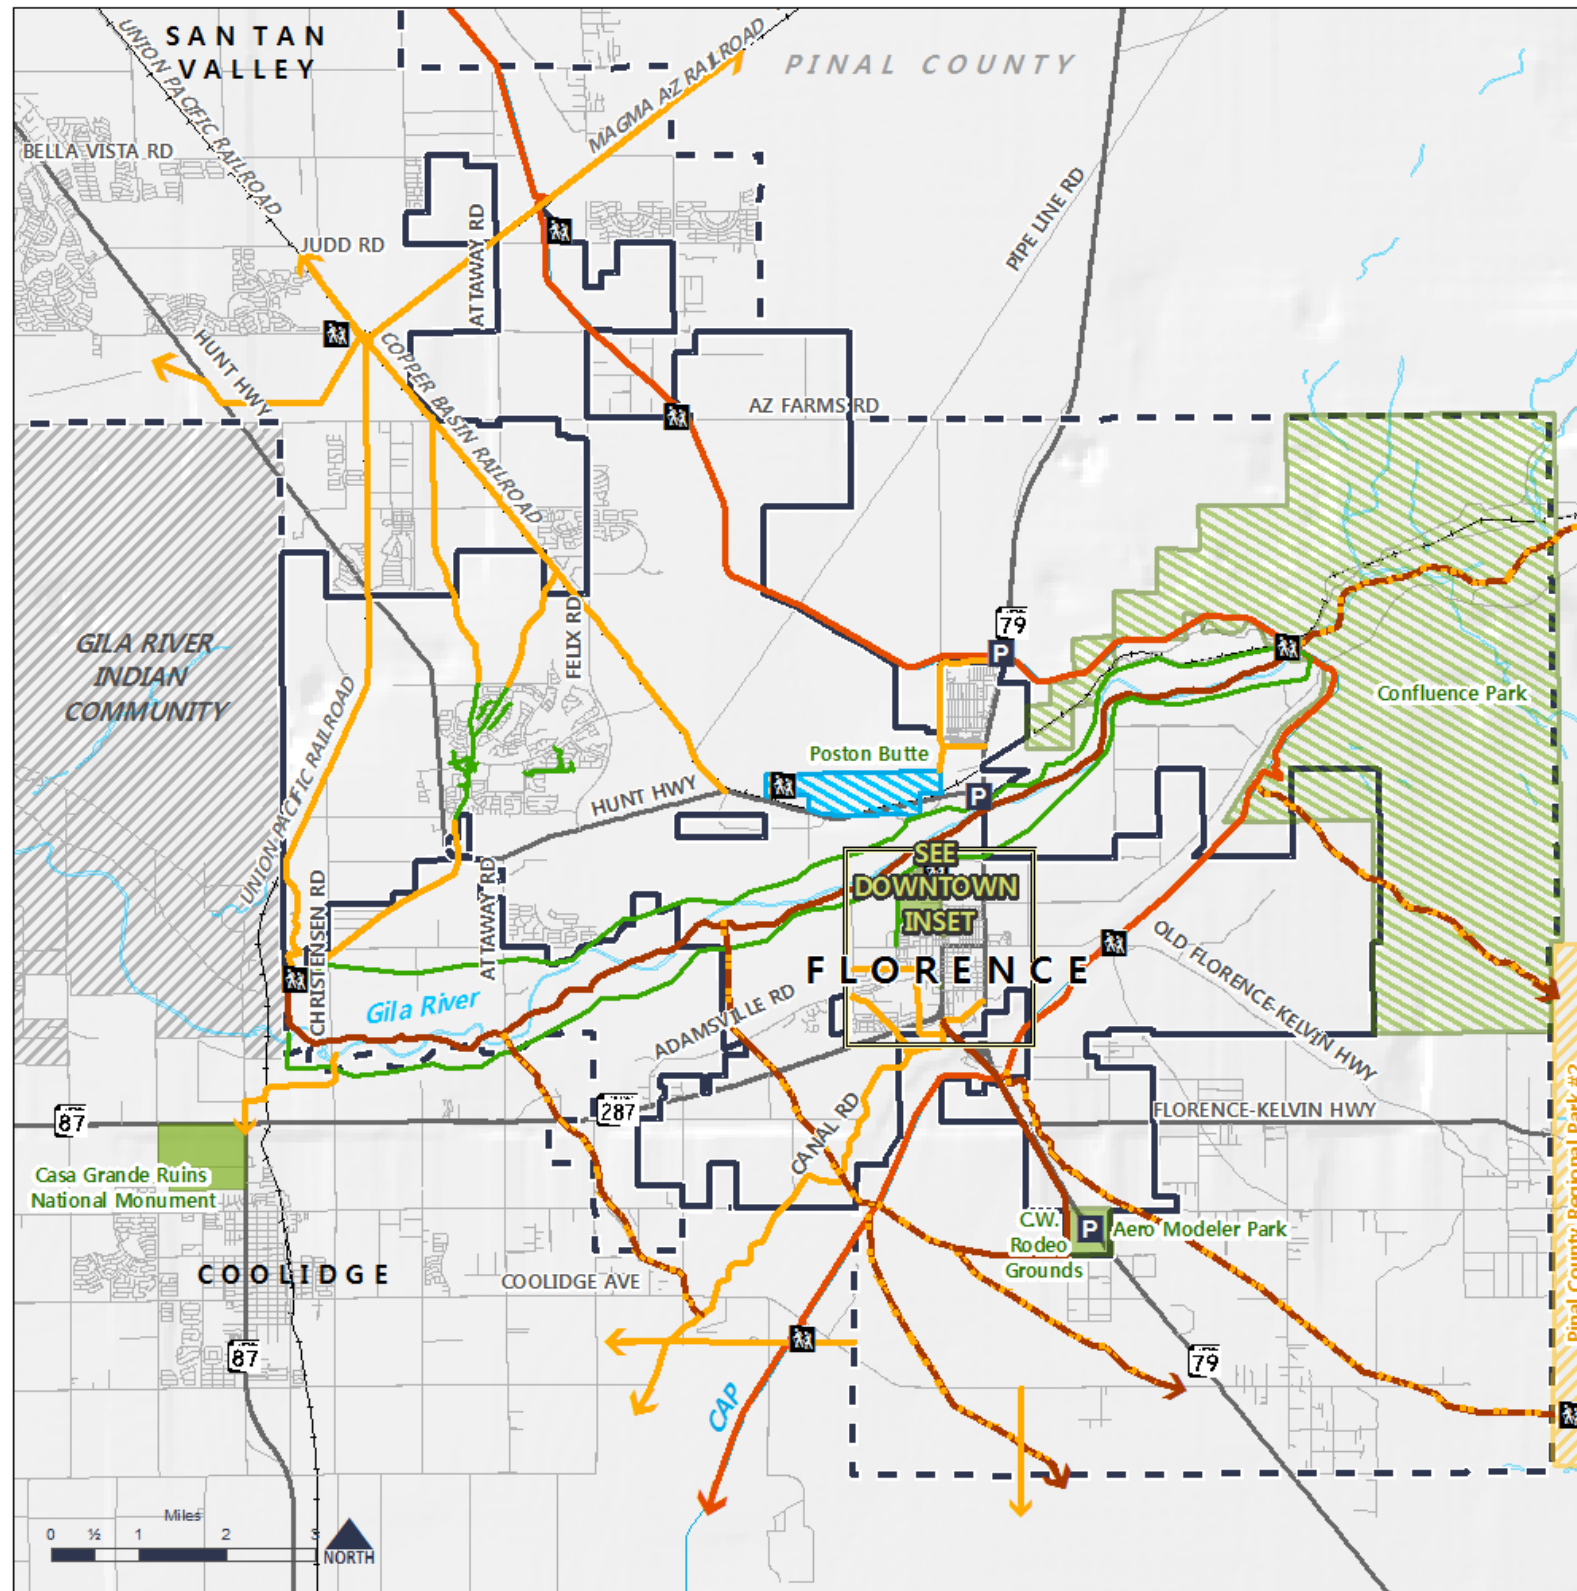 SAN TAN
VALLEY
UNION PACIFIC RAILROAD
MAGMA AZ RAILROAD
PINAL COUNTY
BELLA VISTA RD
PIPE LINE RD
JUDD RD
ATTAWAY RD
HUNT HWY
COPPER BASIN RAILROAD
AZ FARMS RD
GILA RIVER
INDIAN
COMMUNITY
FELIX RD
79
P
Confluence Park
UNION PACIFIC RAILROAD
Poston Butte
HUNT HWY
P
SEE
DOWNTOWN
INSET
CHRISTENSEN RD
ATTAWAY RD
FLORENCE
OLD FLORENCE-KELVIN HWY
Gila River
ADAMSVILLE RD
Pinal County Regional Park #2
87
287
CANAL RD
FLORENCE-KELVIN HWY
Casa Grande Ruins
National Monument
C.W.
Rodeo
Grounds
P
Aero Modeler Park
COOLIDGE
COOLIDGE AVE
87
79
CAP
Miles
0 ½ 1 2 3
NORTH